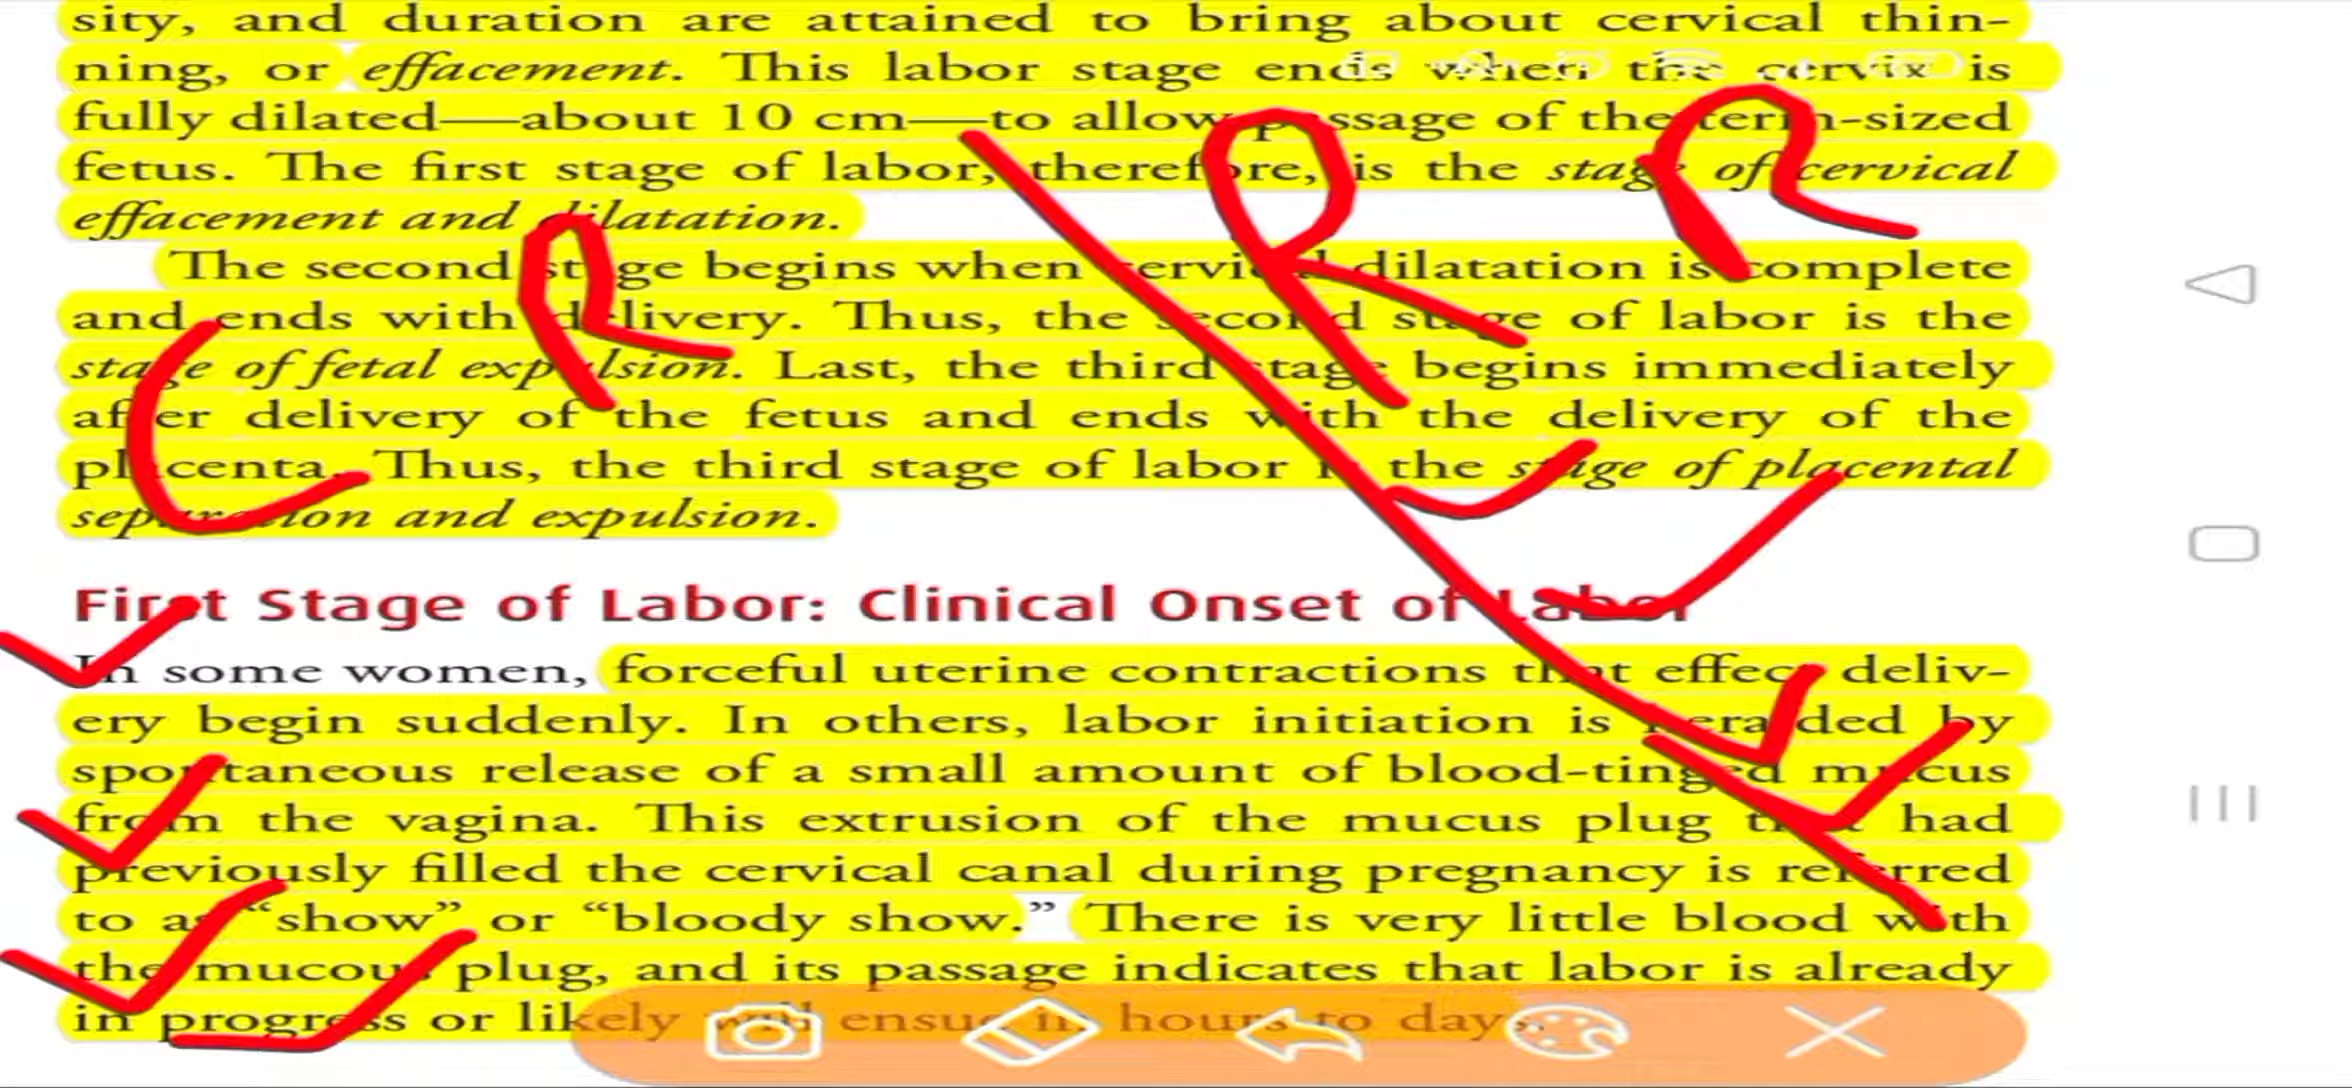 sity, and duration are attained to bring about cervical thin-
ning, or effacement. This labor stage ends when the cervix is
fully dilated—about 10 cm—to allow passage of the term-sized
fetus. The first stage of labor, therefore, is the stage of cervical
effacement and dilatation.
The second stage begins when cervical dilatation is complete
and ends with delivery. Thus, the second stage of labor is the
stage of fetal expulsion. Last, the third stage begins immediately
after delivery of the fetus and ends with the delivery of the
placenta. Thus, the third stage of labor is the stage of placental
separation and expulsion.
First Stage of Labor: Clinical Onset of Labor
In some women, forceful uterine contractions that effect deliv-
ery begin suddenly. In others, labor initiation is heralded by
spontaneous release of a small amount of blood-tinged mucus
from the vagina. This extrusion of the mucus plug that had
previously filled the cervical canal during pregnancy is referred
to as “show” or “bloody show.” There is very little blood with
the mucous plug, and its passage indicates that labor is already
in progress or likely will ensue in hours to days.
C R R R